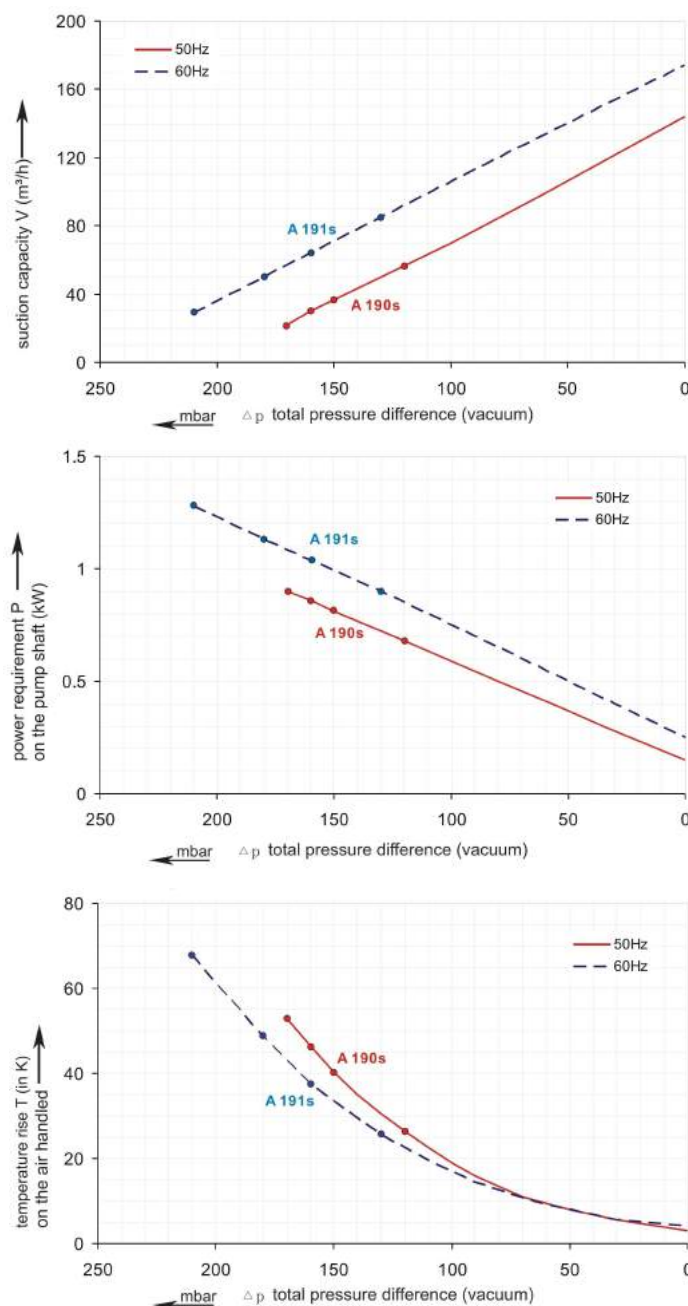 200
50Hz
60Hz
160
120
suction capacity V (m³/h)
A 191s
80
A 190s
40
0
250 200 150 100 50 0
mbar △p total pressure difference (vacuum)
1.5
50Hz
60Hz
A 191s
1
power requirement P
on the pump shaft (kW)
A 190s
0.5
0
250 200 150 100 50 0
mbar △p total pressure difference (vacuum)
80
50Hz
60Hz
60
A 190s
40
A 191s
temperature rise T (in K)
on the air handled
20
0
250 200 150 100 50 0
mbar △p total pressure difference (vacuum)